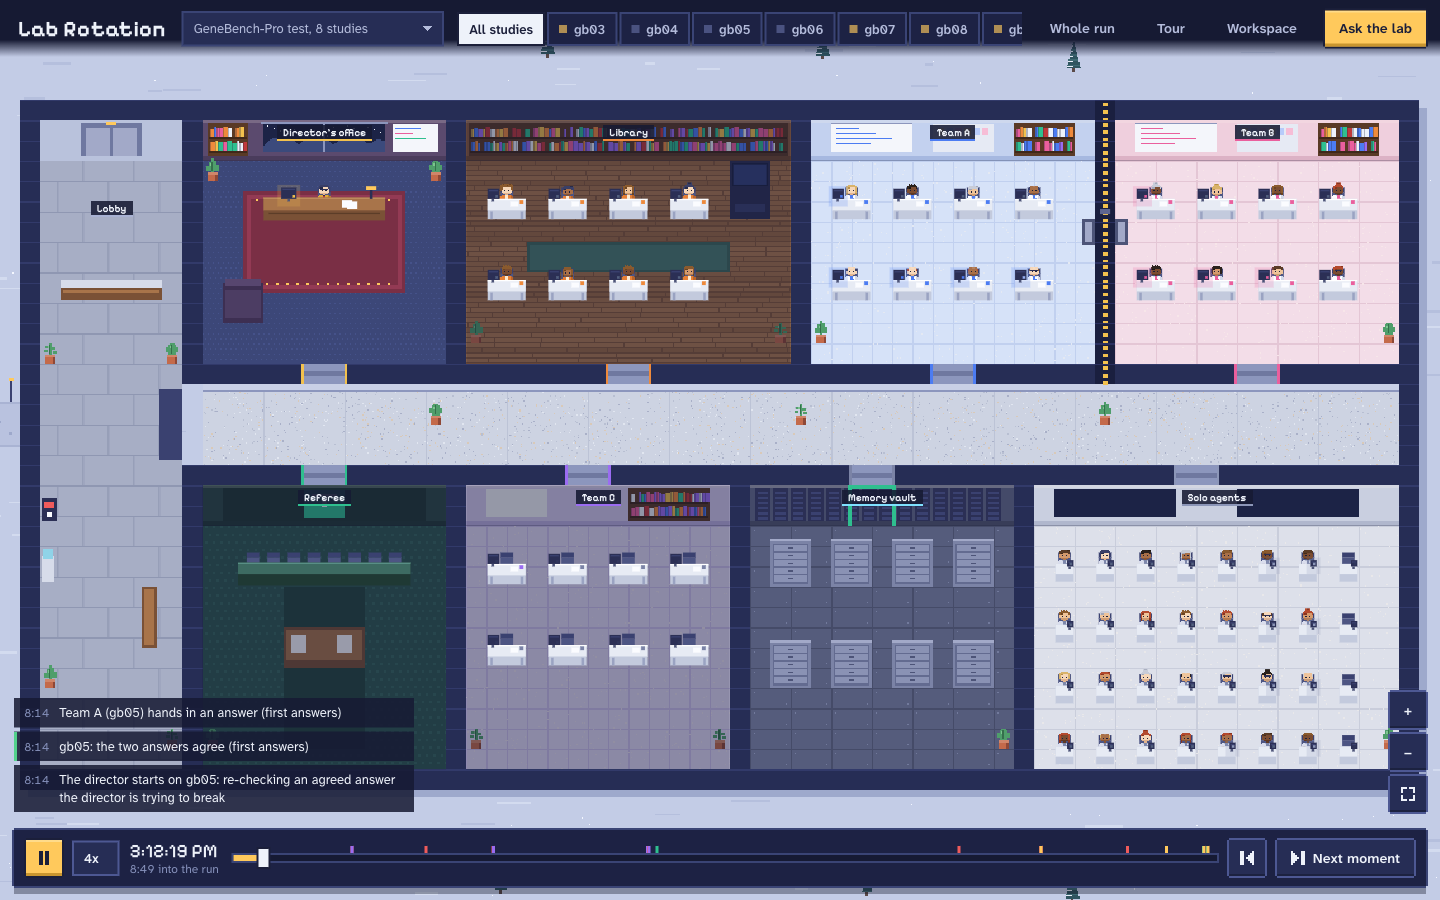 Lab Rotation
GeneBench-Pro test, 8 studies
All studies
gb03
gb04
gb05
gb06
gb07
gb08
gb
Whole run
Tour
Workspace
Ask the lab
Director's office
Library
Team A
Team B
Lobby
Referee
Team D
Memory vault
Solo agents
8:14 Team A (gb05) hands in an answer (first answers)
8:14 gb05: the two answers agree (first answers)
8:14 The director starts on gb05: re-checking an agreed answer
the director is trying to break
+
−
4x
3:12:19 PM
8:49 into the run
Next moment